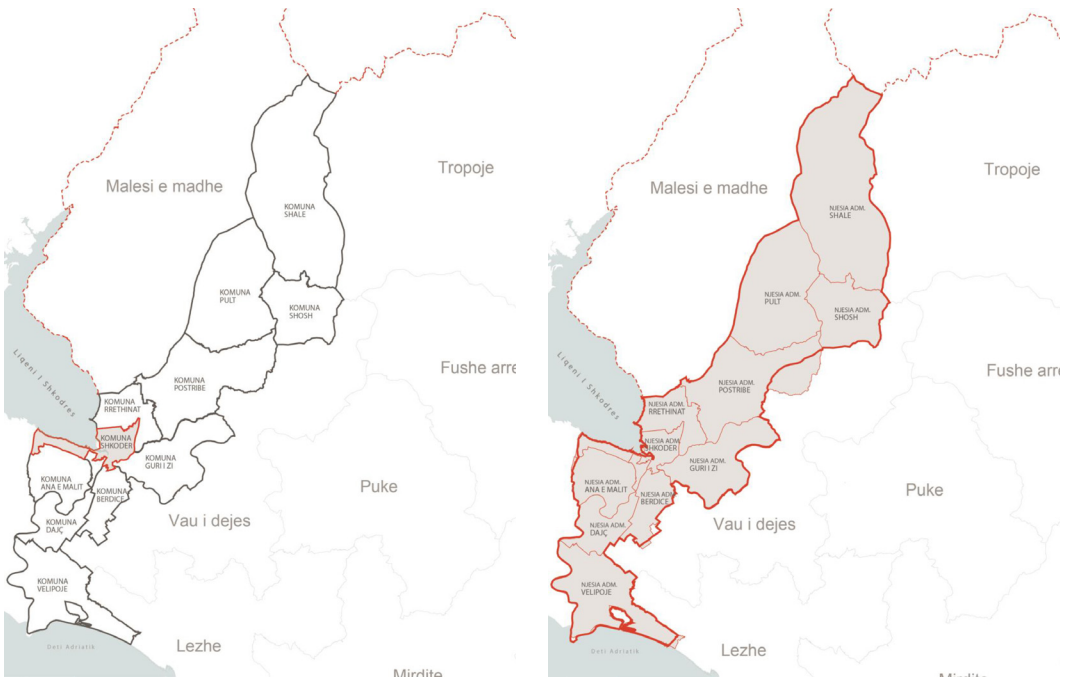 Malesi e madhe
Tropoje
KOMUNA
SHALE
KOMUNA
PULT
KOMUNA
SHOSH
Liqeni I Shkodres
Fushe arre
KOMUNA
POSTRIBE
KOMUNA
RRETHINAT
KOMUNA
SHKODER
KOMUNA
GURI I ZI
KOMUNA
ANA E MALIT
KOMUNA
BERDICE
Puke
KOMUNA
DAJÇ
Vau i dejes
KOMUNA
VELIPOJE
Deti Adriatik
Lezhe
Mirdite
Malesi e madhe
Tropoje
NJESIA ADM.
SHALE
NJESIA ADM.
PULT
NJESIA ADM.
SHOSH
Liqeni I Shkodres
Fushe arre
NJESIA ADM.
POSTRIBE
NJESIA ADM.
RRETHINAT
NJESIA ADM.
SHKODER
NJESIA ADM.
GURI I ZI
NJESIA ADM.
ANA E MALIT
NJESIA ADM.
BERDICE
Puke
NJESIA ADM.
DAJÇ
Vau i dejes
NJESIA ADM.
VELIPOJE
Deti Adriatik
Lezhe
Mirdite